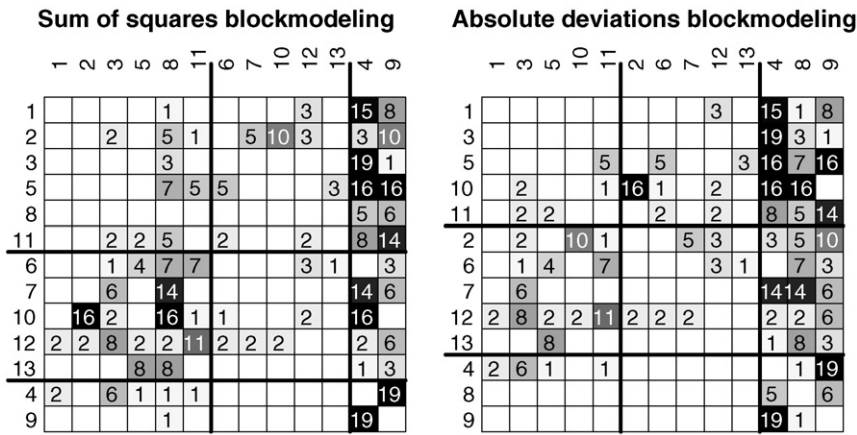 Sum of squares blockmodeling
1 2 3 5 8 11 6 7 10 12 13 4 9
1 1 3 15 8
2 2 5 1 5 10 3 3 10
3 3 19 1
5 7 5 5 3 16 16
8 5 6
11 2 2 5 2 2 8 14
6 1 4 7 7 3 1 3
7 6 14 14 6
10 16 2 16 1 1 2 16
12 2 2 8 2 2 11 2 2 2 2 6
13 8 8 1 3
4 2 6 1 1 1 19
9 1 19
Absolute deviations blockmodeling
1 3 5 10 11 2 6 7 12 13 4 8 9
1 3 15 1 8
3 19 3 1
5 5 5 3 16 7 16
10 2 1 16 1 2 16 16
11 2 2 2 2 8 5 14
2 2 10 1 5 3 3 5 10
6 1 4 7 3 1 7 3
7 6 14 14 6
12 2 8 2 2 11 2 2 2 2 2 6
13 8 1 8 3
4 2 6 1 1 1 19
8 5 6
9 19 1